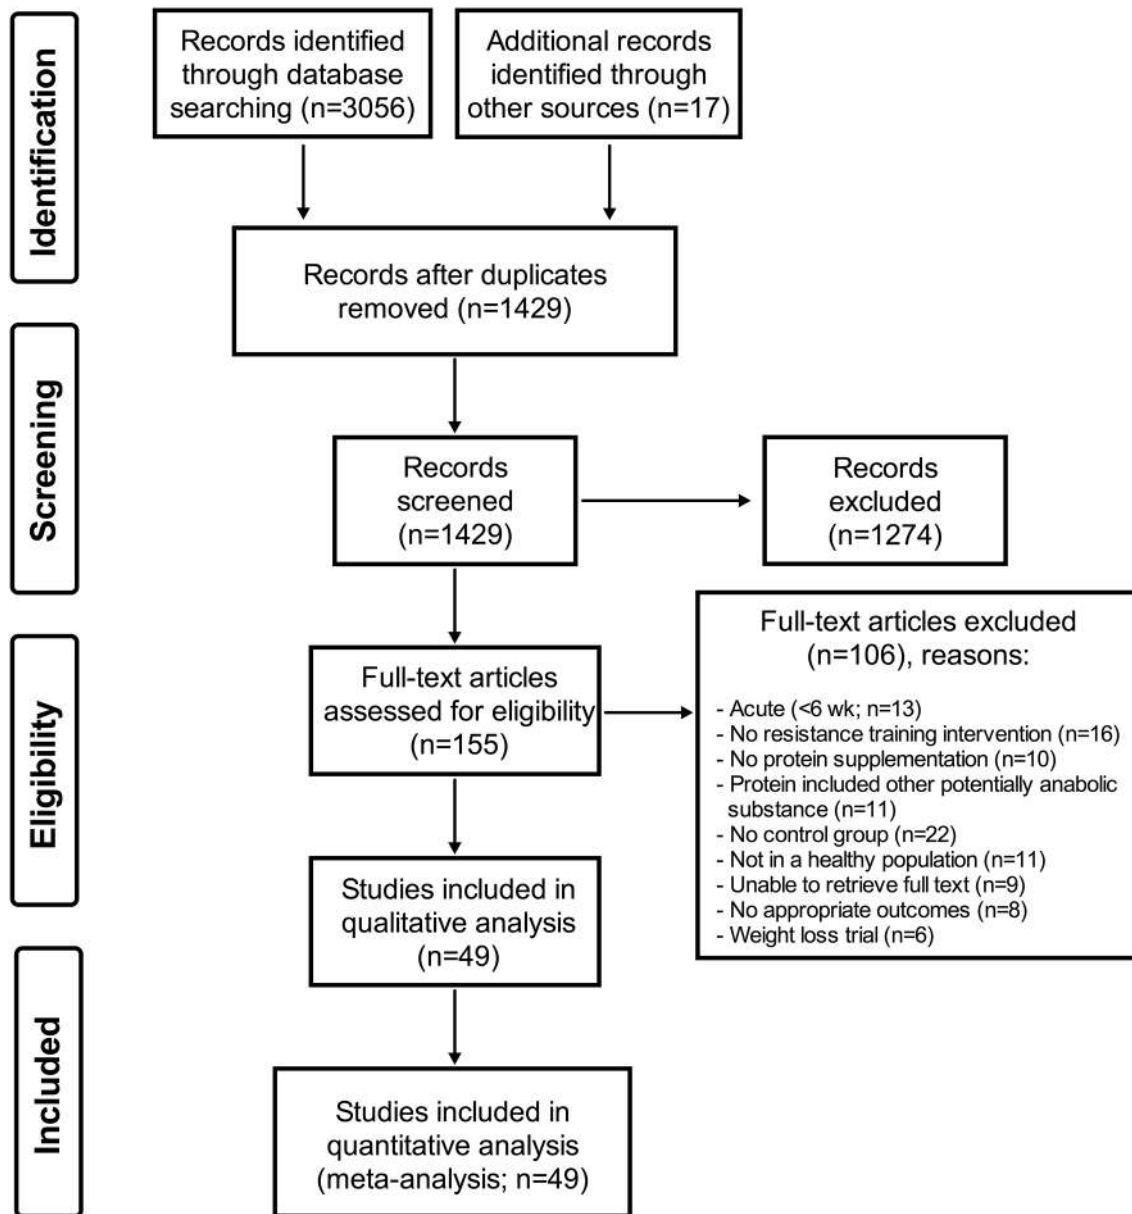 Identification
Records identified
through database
searching (n=3056)
Additional records
identified through
other sources (n=17)
Records after duplicates
removed (n=1429)
Screening
Records
screened
(n=1429)
Records
excluded
(n=1274)
Eligibility
Full-text articles
assessed for eligibility
(n=155)
Full-text articles excluded
(n=106), reasons:
- Acute (<6 wk; n=13)
- No resistance training intervention (n=16)
- No protein supplementation (n=10)
- Protein included other potentially anabolic
substance (n=11)
- No control group (n=22)
- Not in a healthy population (n=11)
- Unable to retrieve full text (n=9)
- No appropriate outcomes (n=8)
- Weight loss trial (n=6)
Studies included in
qualitative analysis
(n=49)
Included
Studies included in
quantitative analysis
(meta-analysis; n=49)